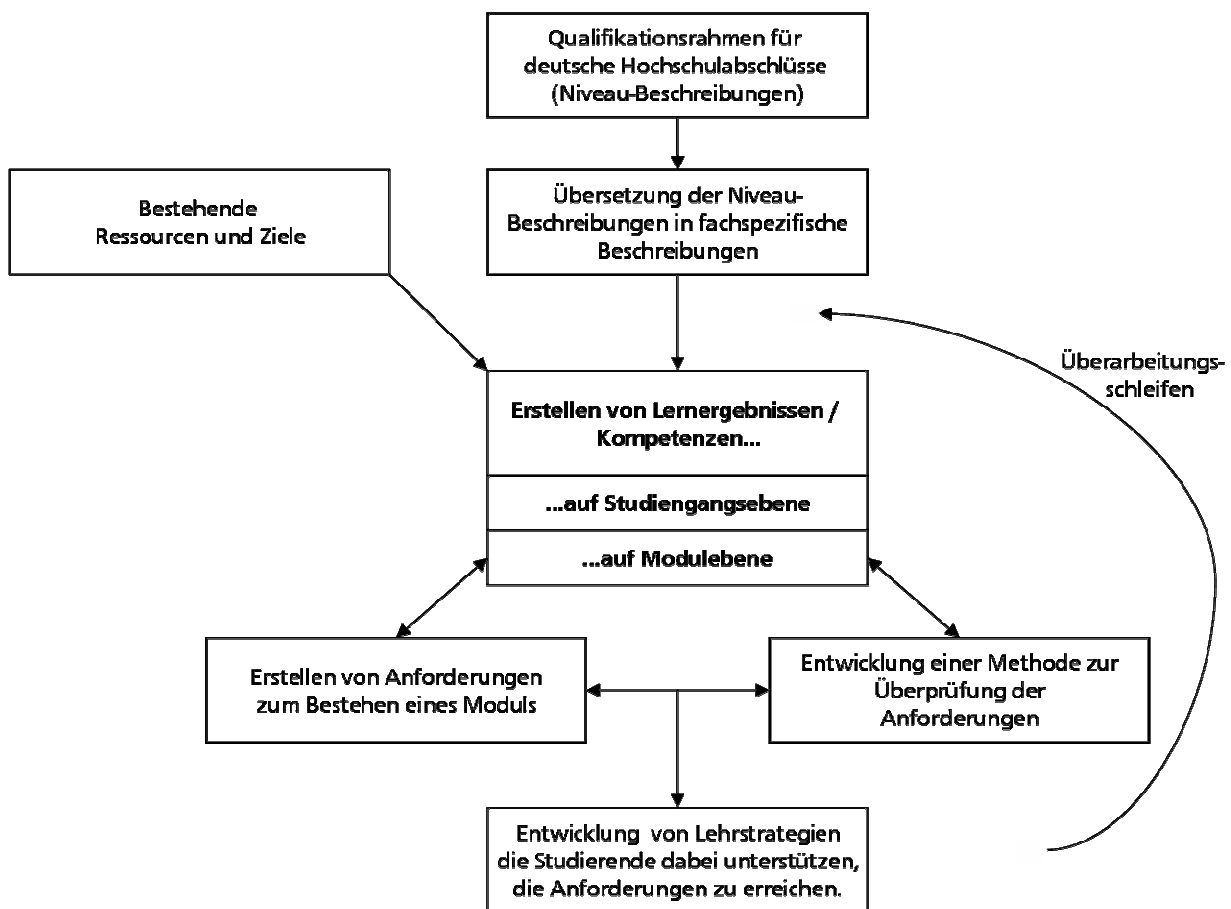 Qualifikationsrahmen für
deutsche Hochschulabschlüsse
(Niveau-Beschreibungen)
Bestehende
Ressourcen und Ziele
Übersetzung der Niveau-
Beschreibungen in fachspezifische
Beschreibungen
Überarbeitungs-
schleifen
Erstellen von Lernergebnissen /
Kompetenzen...
...auf Studiengangsebene
...auf Modulebene
Erstellen von Anforderungen
zum Bestehen eines Moduls
Entwicklung einer Methode zur
Überprüfung der
Anforderungen
Entwicklung von Lehrstrategien
die Studierende dabei unterstützen,
die Anforderungen zu erreichen.